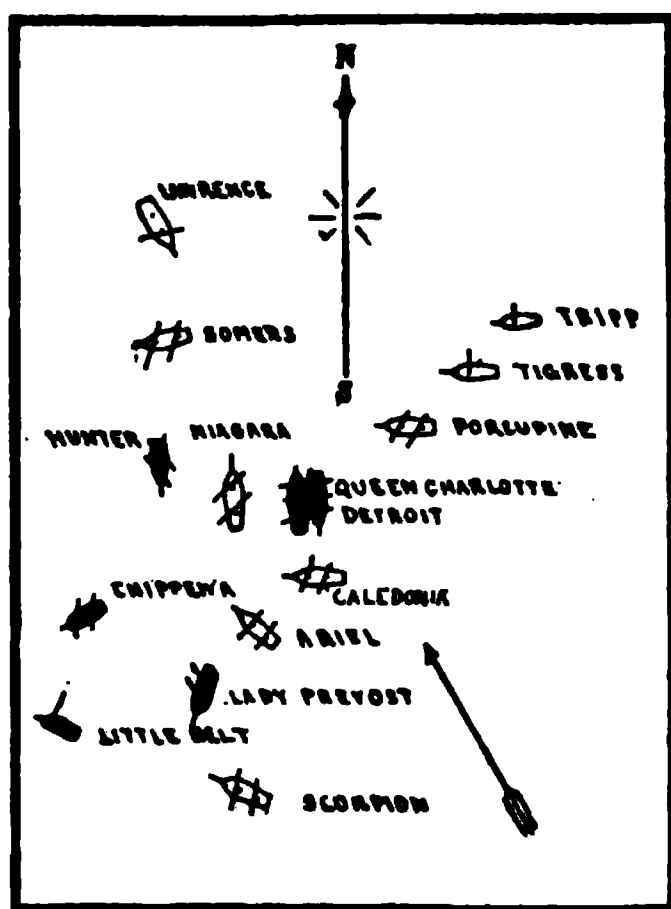 N
LAWRENCE
SOMERS
TRIPP
TIGRESS
S
PORCUPINE
HUNTER
NIAGARA
QUEEN CHARLOTTE
DETROIT
CHIPPEWA
CALEDONIA
ARIEL
LADY PREVOST
LITTLE BELT
SCORPION